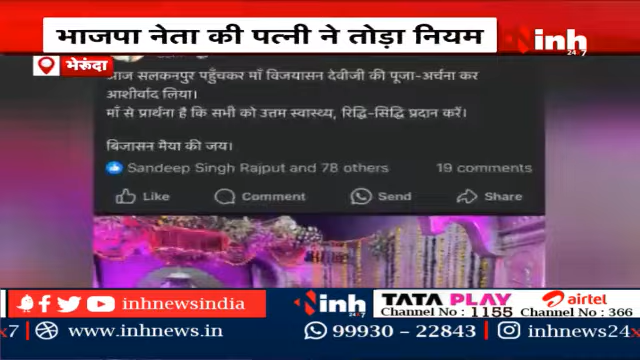 भाजपा नेता की पत्नी ने तोड़ा नियम
inh 24x7
भेरूंदा
आज सलकनपुर पहुँचकर माँ विजयासन देवीजी की पूजा-अर्चना कर
आशीर्वाद लिया।
माँ से प्रार्थना है कि सभी को उत्तम स्वास्थ्य, रिद्धि-सिद्धि प्रदान करें।
बिजासन मैया की जय।
Sandeep Singh Rajput and 78 others 19 comments
Like Comment Send Share
inhnewsindia inh 24x7 TATA PLAY Channel No : 1155 airtel Channel No : 366
x7 www.inhnews.in 99930 - 22843 inhnews24x